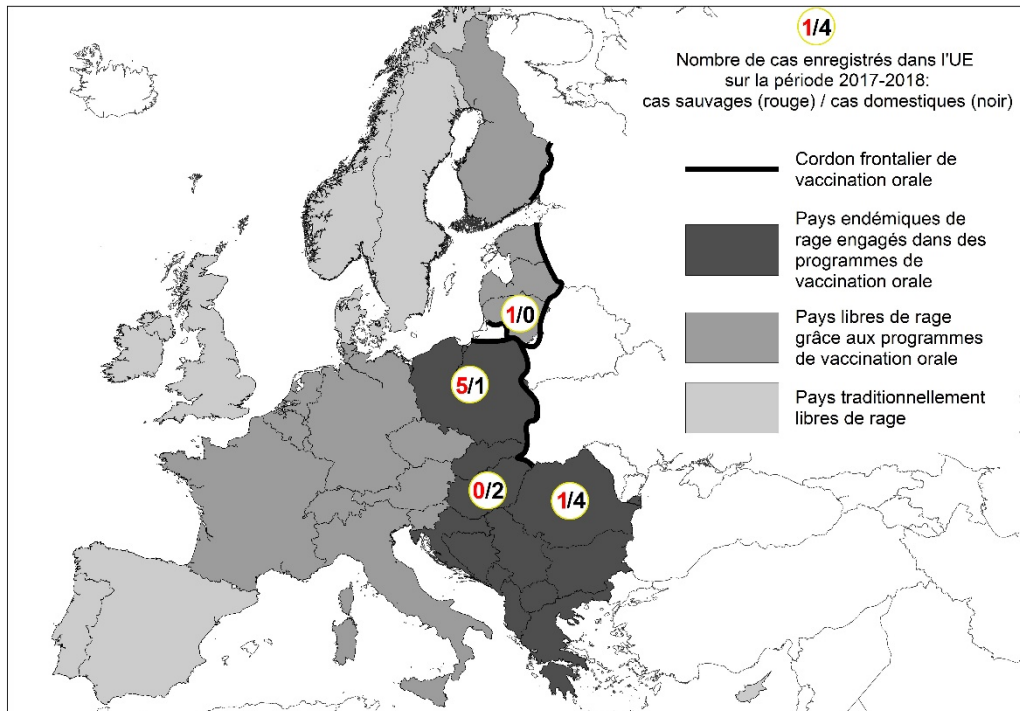 1/4
Nombre de cas enregistrés dans l'UE
sur la période 2017-2018:
cas sauvages (rouge) / cas domestiques (noir)
Cordon frontalier de
vaccination orale
Pays endémiques de
rage engagés dans des
programmes de
vaccination orale
Pays libres de rage
grâce aux programmes
de vaccination orale
Pays traditionnellement
libres de rage
1/0
5/1
0/2
1/4